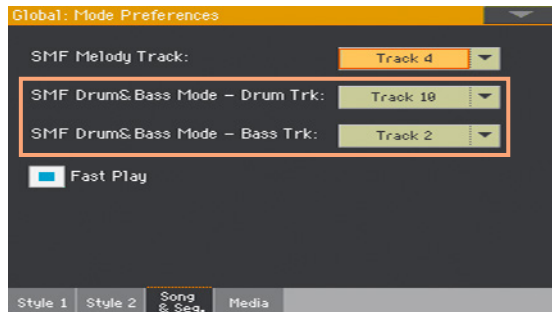 Global: Mode Preferences
SMF Melody Track: Track 4
SMF Drum&Bass Mode – Drum Trk: Track 10
SMF Drum&Bass Mode – Bass Trk: Track 2
Fast Play
Style 1 Style 2 Song & Seq. Media